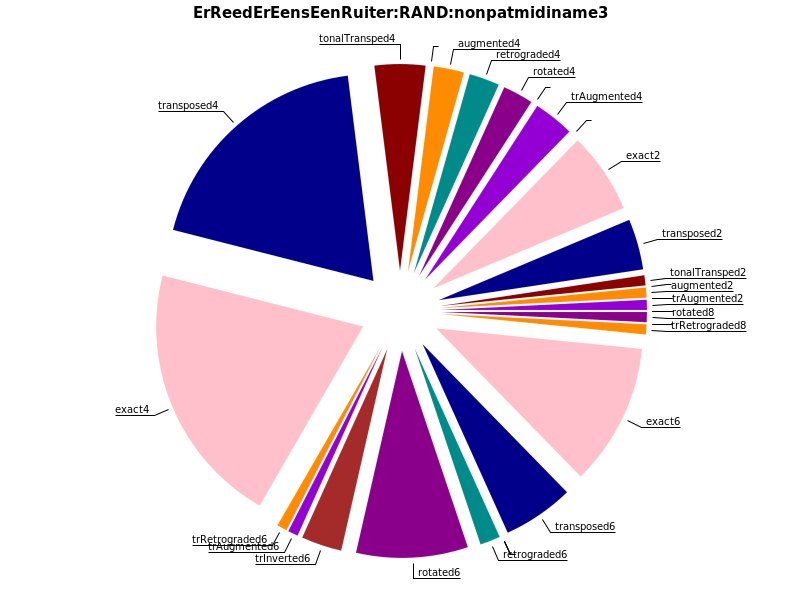 ErReedErEensEenRuiter:RAND:nonpatmidiname3
tonalTransped4
augmented4
retrograded4
rotated4
trAugmented4
transposed4
exact2
transposed2
tonalTransped2
augmented2
trAugmented2
rotated8
trRetrograded8
exact4
exact6
transposed6
retrograded6
trRetrograded6
trAugmented6
trInverted6
rotated6